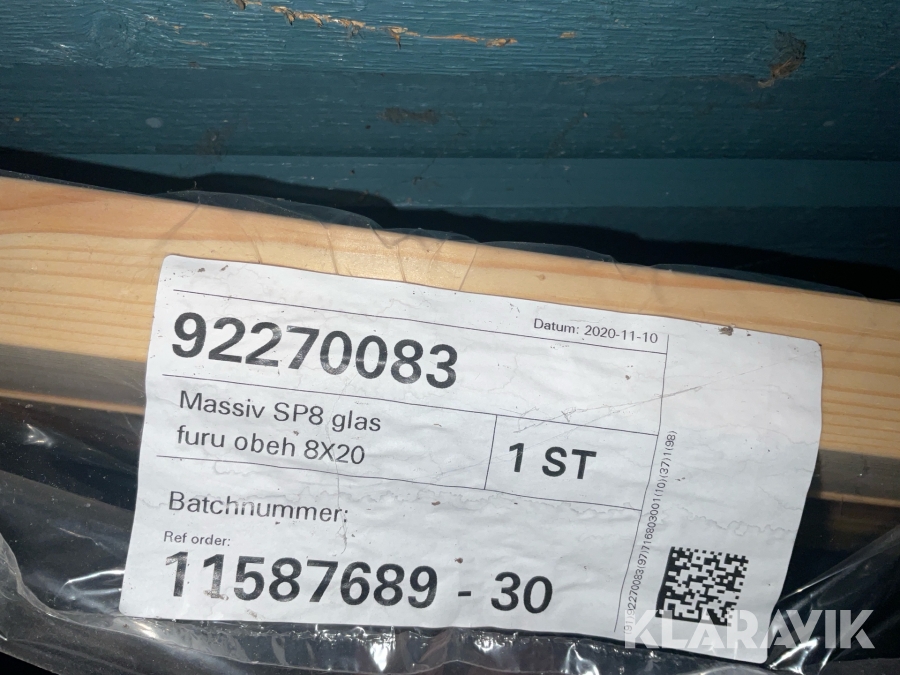 Datum: 2020-11-10
92270083
Massiv SP8 glas
furu obeh 8X20
1 ST
Batchnummer:
Ref order:
11587689 - 30
KLARAVIK